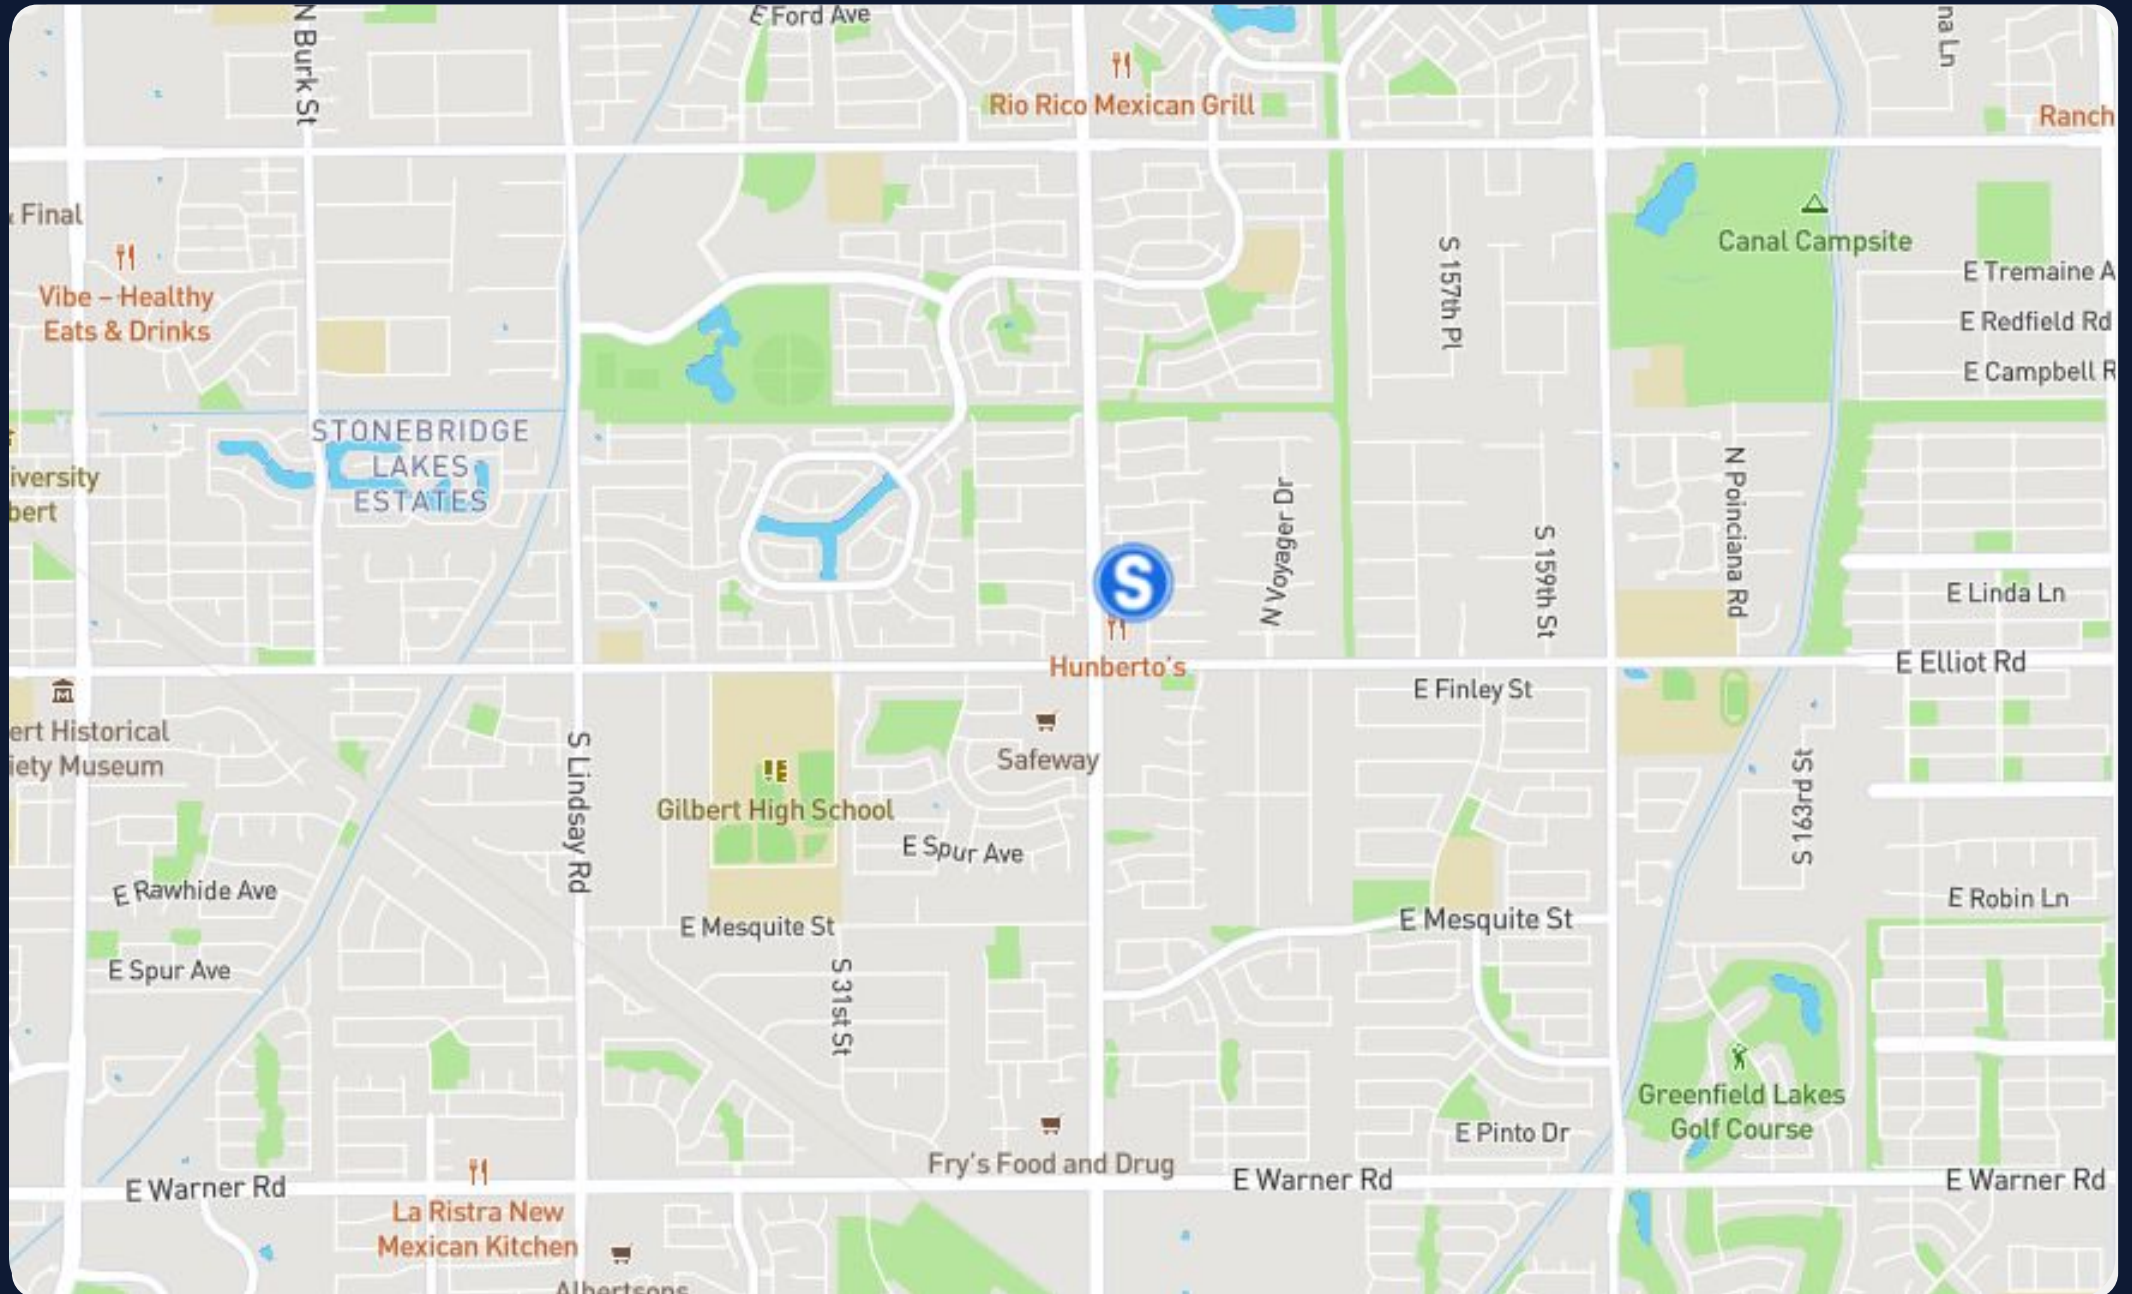 E Ford Ave
N Burk St
na Ln
Rio Rico Mexican Grill
Ranch
& Final
S 157th Pl
Canal Campsite
E Tremaine A
Vibe – Healthy
Eats & Drinks
E Redfield Rd
E Campbell R
STONEBRIDGE
LAKES
ESTATES
iversity
bert
N Voyager Dr
N Poinciana Rd
S 159th St
S
E Linda Ln
Hunberto's
E Elliot Rd
E Finley St
ert Historical
iety Museum
S Lindsay Rd
Safeway
S 163rd St
Gilbert High School
E Spur Ave
E Rawhide Ave
E Robin Ln
E Mesquite St
E Mesquite St
E Spur Ave
S 31st St
Greenfield Lakes
Golf Course
E Pinto Dr
Fry's Food and Drug
E Warner Rd
E Warner Rd
E Warner Rd
La Ristra New
Mexican Kitchen
Albertsons